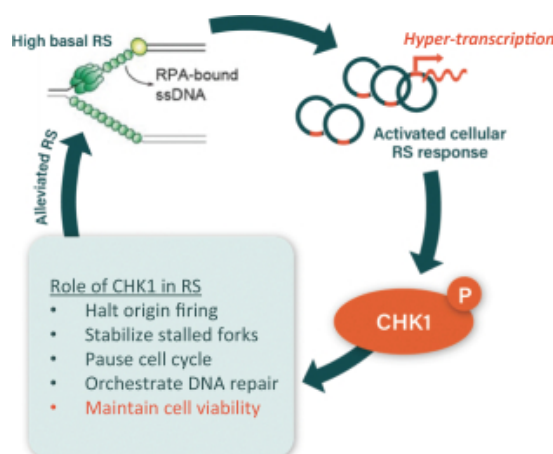 High basal RS
RPA-bound
ssDNA
Hyper-transcription
Activated cellular
RS response
P
CHK1
Role of CHK1 in RS
• Halt origin firing
• Stabilize stalled forks
• Pause cell cycle
• Orchestrate DNA repair
• Maintain cell viability
Alleviated RS